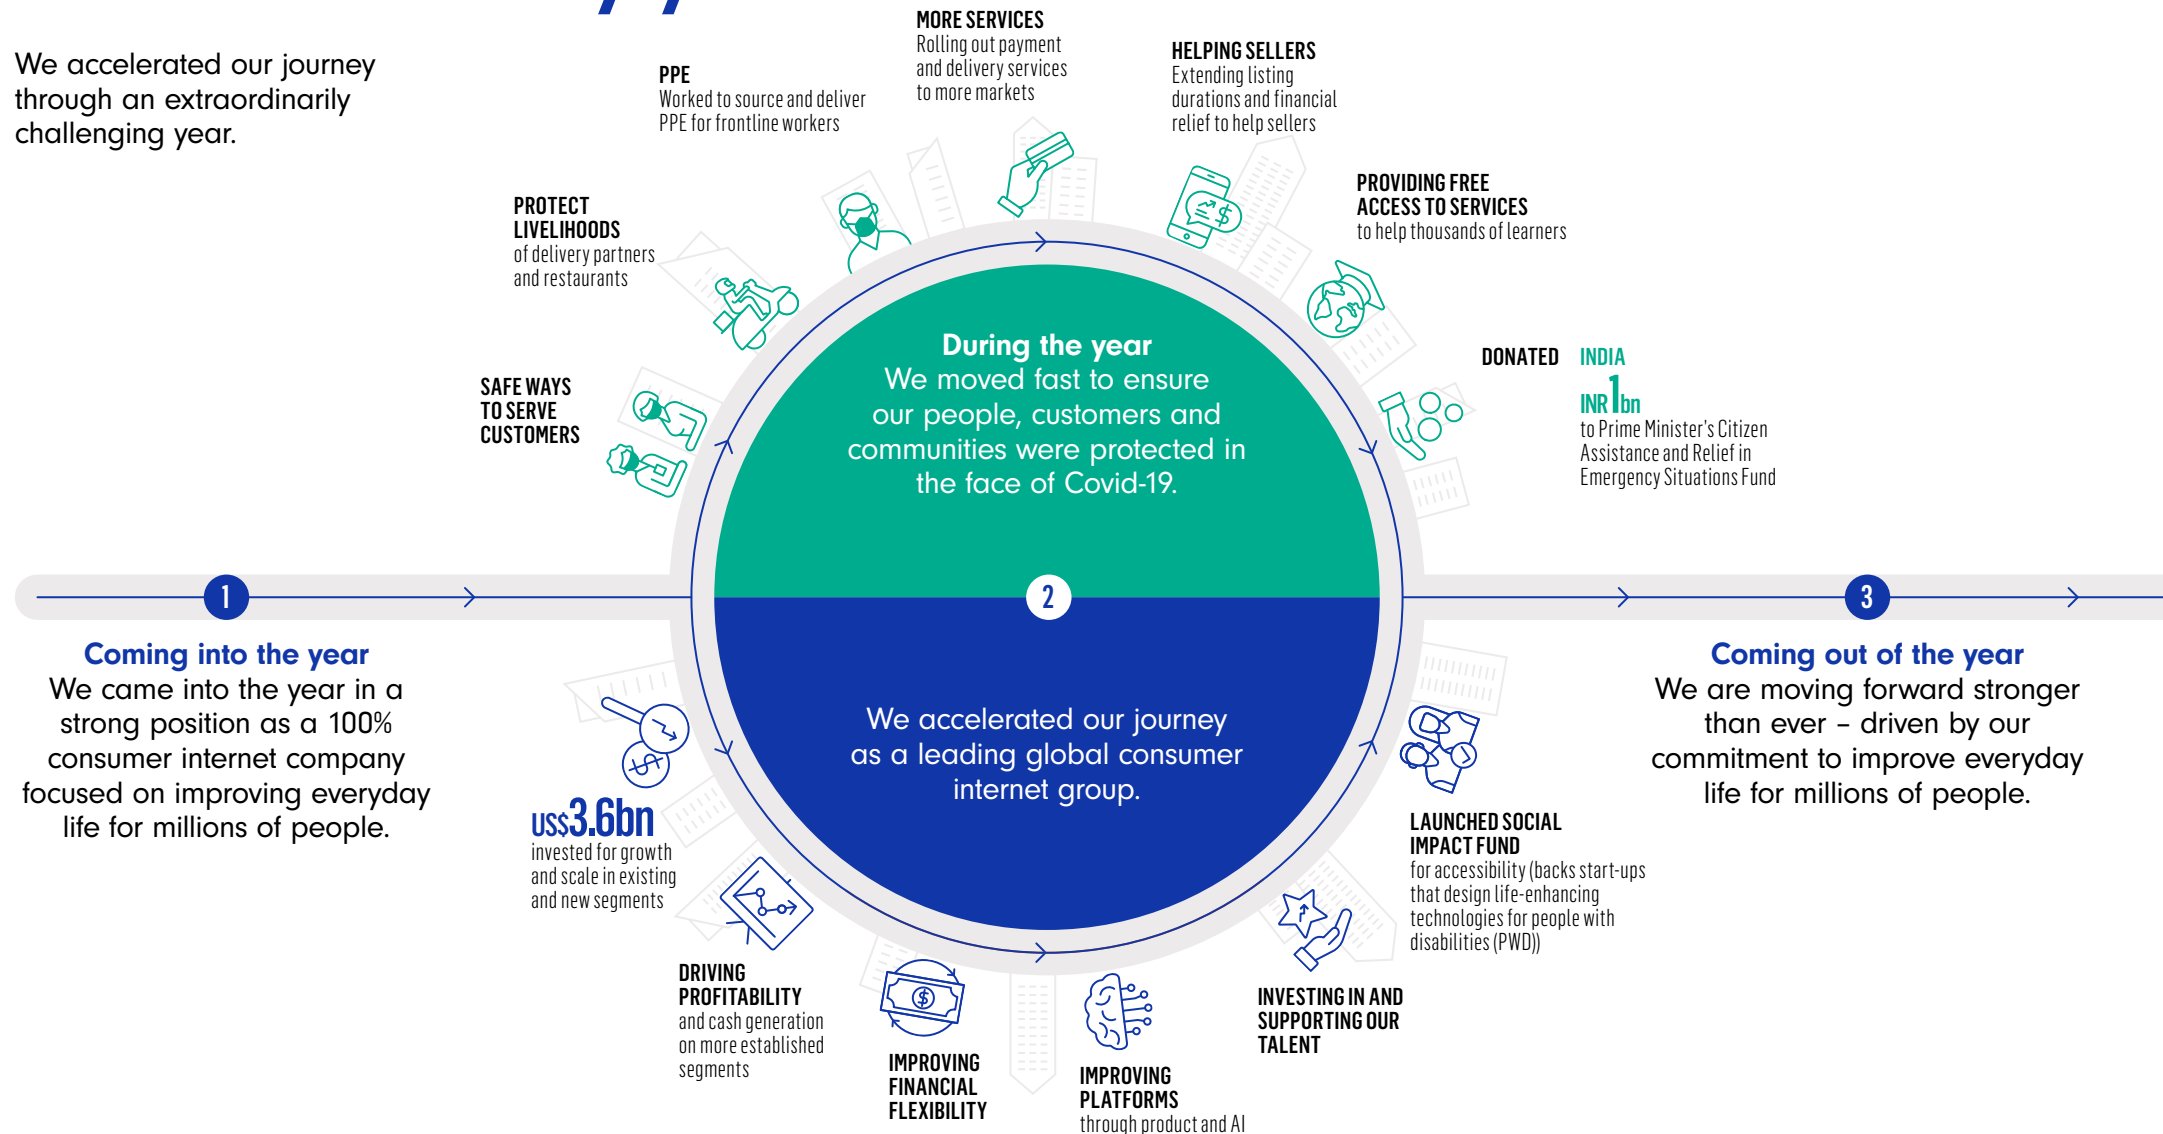 We accelerated our journey
through an extraordinarily
challenging year.
MORE SERVICES
Rolling out payment
and delivery services
to more markets
HELPING SELLERS
Extending listing
durations and financial
relief to help sellers
PPE
Worked to source and deliver
PPE for frontline workers
PROVIDING FREE
ACCESS TO SERVICES
to help thousands of learners
PROTECT
LIVELIHOODS
of delivery partners
and restaurants
SAFE WAYS
TO SERVE
CUSTOMERS
DONATED
INDIA
INR1bn
to Prime Minister's Citizen
Assistance and Relief in
Emergency Situations Fund
During the year
We moved fast to ensure
our people, customers and
communities were protected in
the face of Covid-19.
1
2
3
Coming into the year
We came into the year in a
strong position as a 100%
consumer internet company
focused on improving everyday
life for millions of people.
We accelerated our journey
as a leading global consumer
internet group.
Coming out of the year
We are moving forward stronger
than ever – driven by our
commitment to improve everyday
life for millions of people.
US$3.6bn
invested for growth
and scale in existing
and new segments
DRIVING
PROFITABILITY
and cash generation
on more established
segments
IMPROVING
FINANCIAL
FLEXIBILITY
IMPROVING
PLATFORMS
through product and AI
INVESTING IN AND
SUPPORTING OUR
TALENT
LAUNCHED SOCIAL
IMPACT FUND
for accessibility (backs start-ups
that design life-enhancing
technologies for people with
disabilities (PWD))